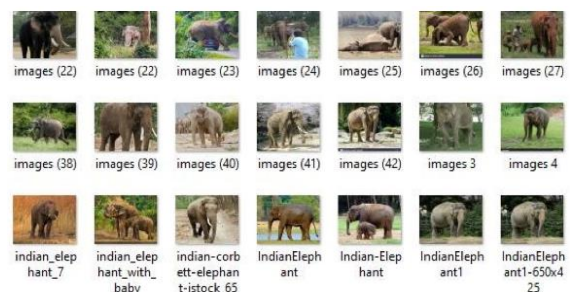 images (22)
images (22)
images (23)
images (24)
images (25)
images (26)
images (27)
images (38)
images (39)
images (40)
images (41)
images (42)
images 3
images 4
indian_elep
hant_7
indian_elep
hant_with_
baby
indian-corb
ett-elephan
t-istock_65
IndianEleph
ant
Indian-Elep
hant
IndianEleph
ant1
IndianEleph
ant1-650x4
25